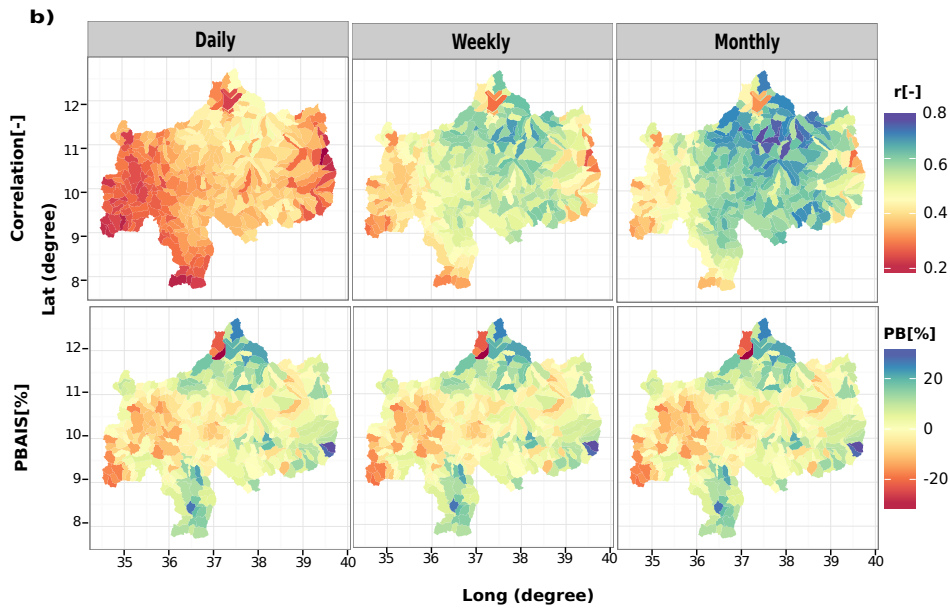 b)
Daily
Weekly
Monthly
Correlation[-]
12
11
10
9
8
Lat (degree)
r[-]
0.8
0.6
0.4
0.2
PBAIS[%]
12
11
10
9
8
PB[%]
20
0
-20
35 36 37 38 39 40
35 36 37 38 39 40
35 36 37 38 39 40
Long (degree)